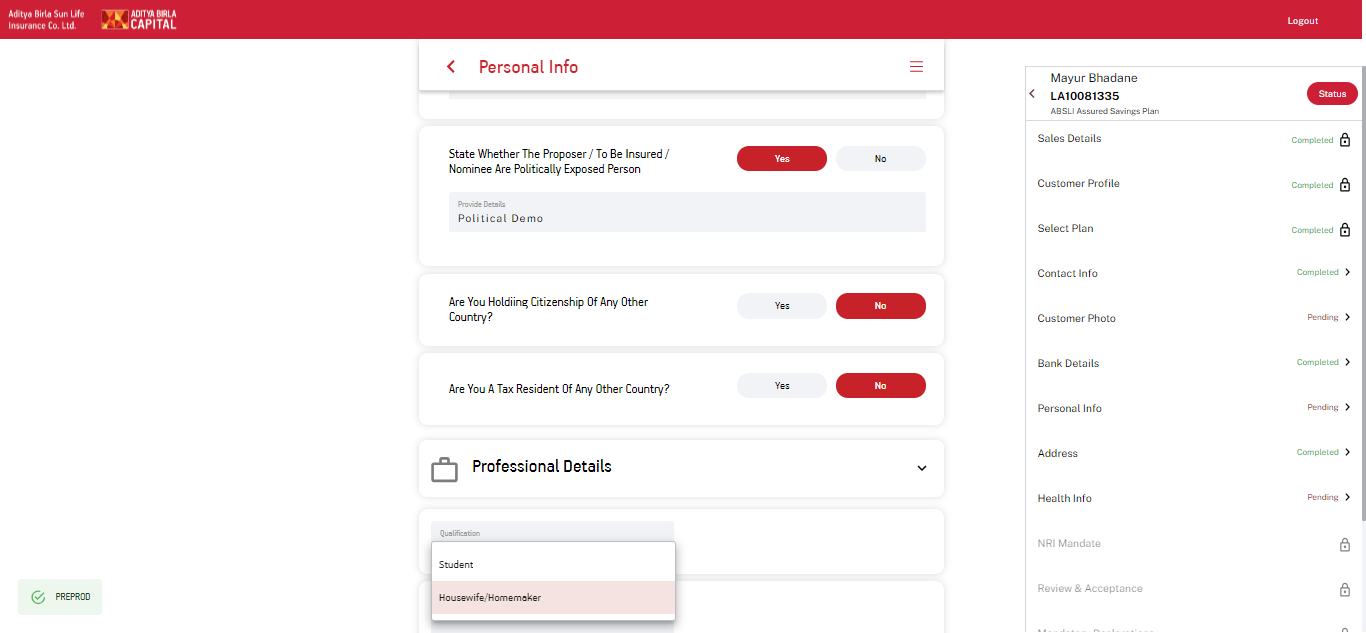 Aditya Birla Sun Life
Insurance Co. Ltd.
ADITYA BIRLA
CAPITAL
Logout
Personal Info
State Whether The Proposer / To Be Insured /
Nominee Are Politically Exposed Person
Yes
No
Provide Details
Political Demo
Are You Holdiing Citizenship Of Any Other
Country?
Yes
No
Are You A Tax Resident Of Any Other Country?
Yes
No
Professional Details
Qualification
Student
Housewife/Homemaker
PREPROD
Mayur Bhadane
LA10081335
ABSLI Assured Savings Plan
Status
Sales Details Completed
Customer Profile Completed
Select Plan Completed
Contact Info Completed
Customer Photo Pending
Bank Details Completed
Personal Info Pending
Address Completed
Health Info Pending
NRI Mandate
Review & Acceptance
Mandatory Declarations